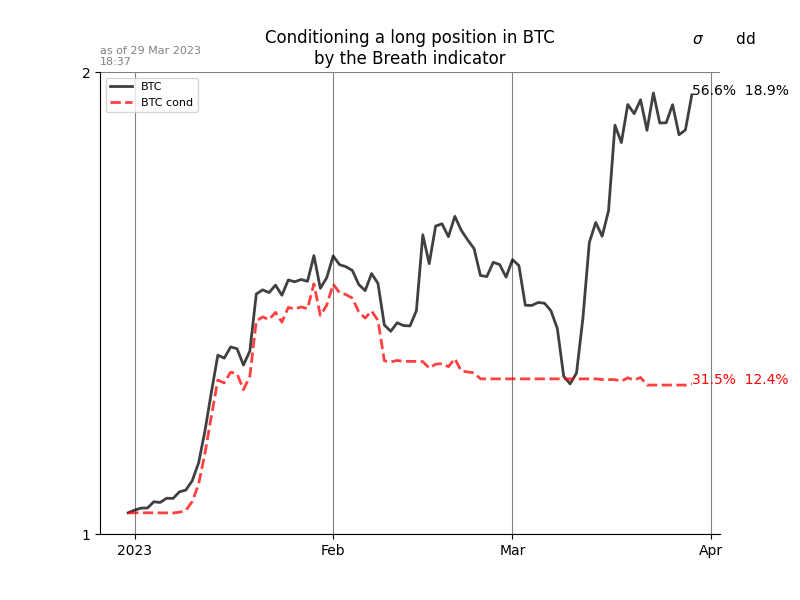 Conditioning a long position in BTC
by the Breath indicator
σ dd
as of 29 Mar 2023
18:37
2
BTC
BTC cond
56.6% 18.9%
31.5% 12.4%
1
2023 Feb Mar Apr